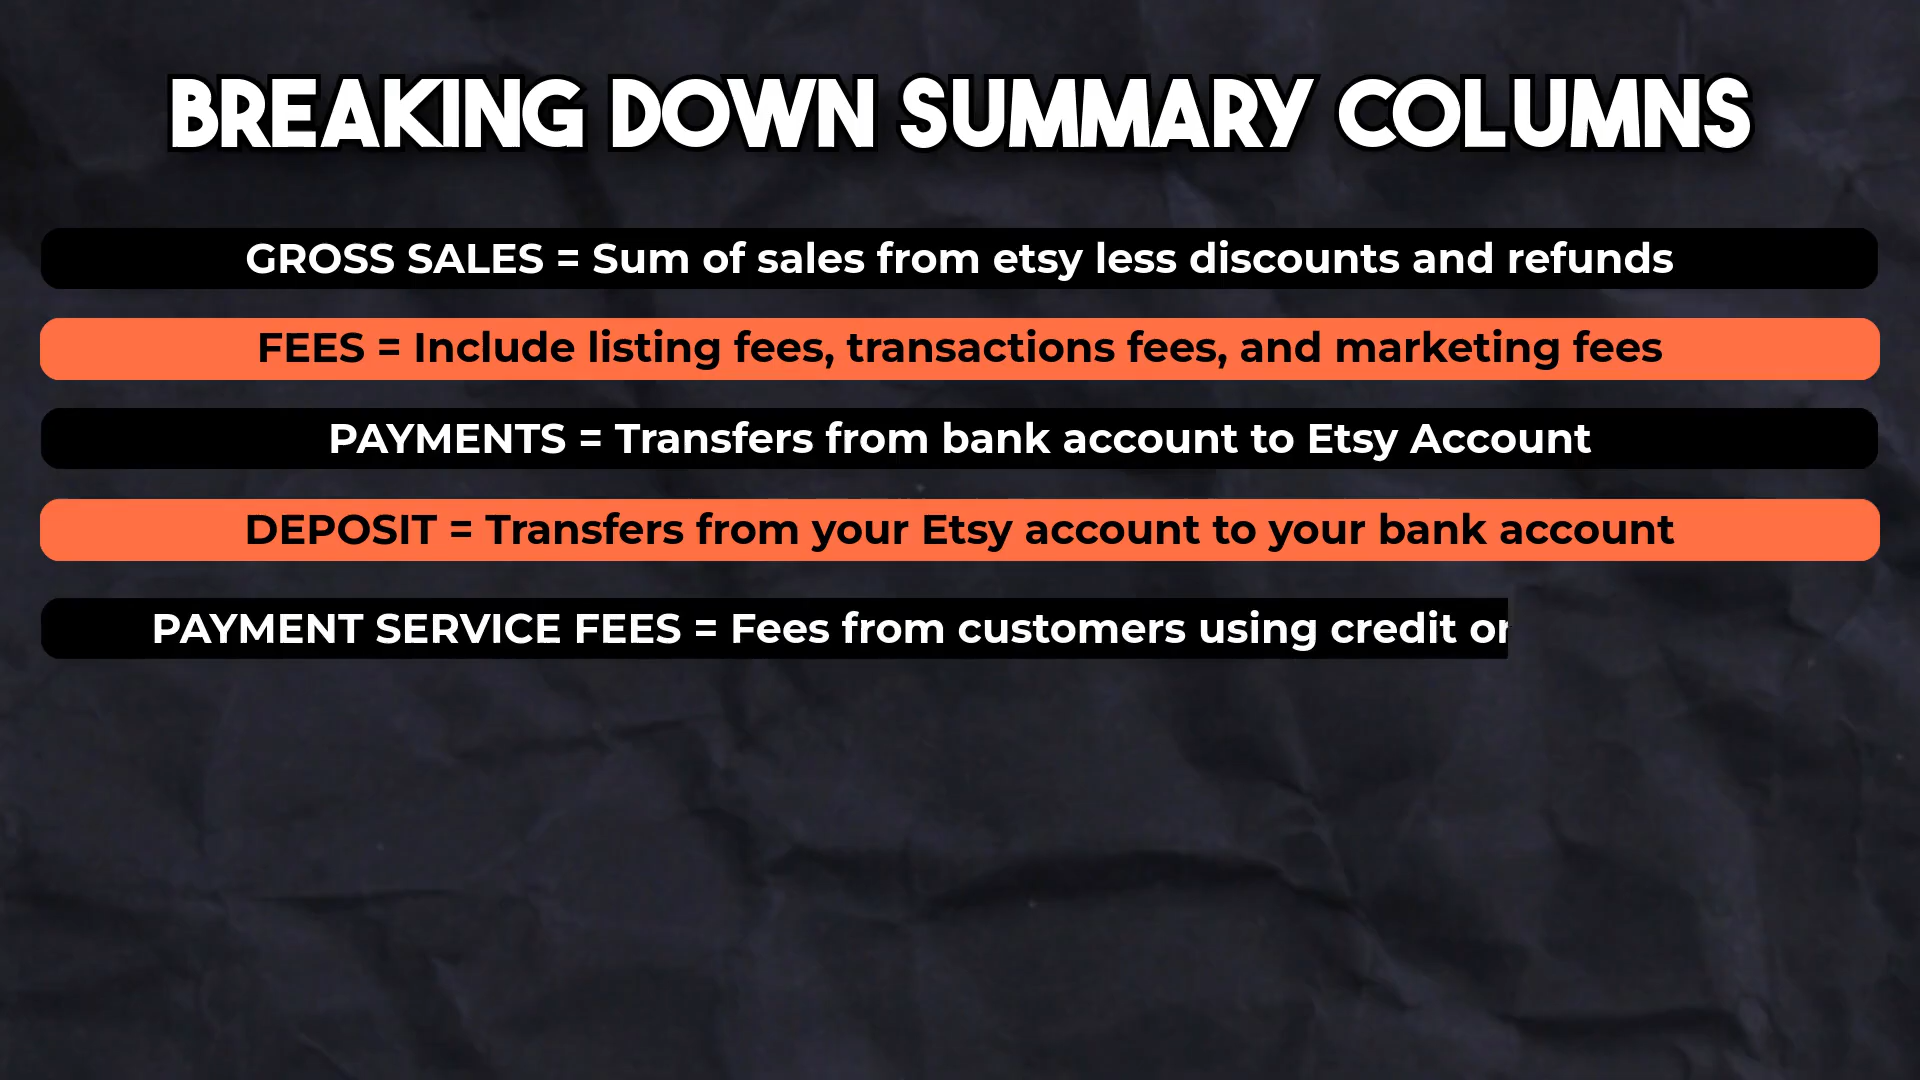 BREAKING DOWN SUMMARY COLUMNS
GROSS SALES = Sum of sales from etsy less discounts and refunds
FEES = Include listing fees, transactions fees, and marketing fees
PAYMENTS = Transfers from bank account to Etsy Account
DEPOSIT = Transfers from your Etsy account to your bank account
PAYMENT SERVICE FEES = Fees from customers using credit or